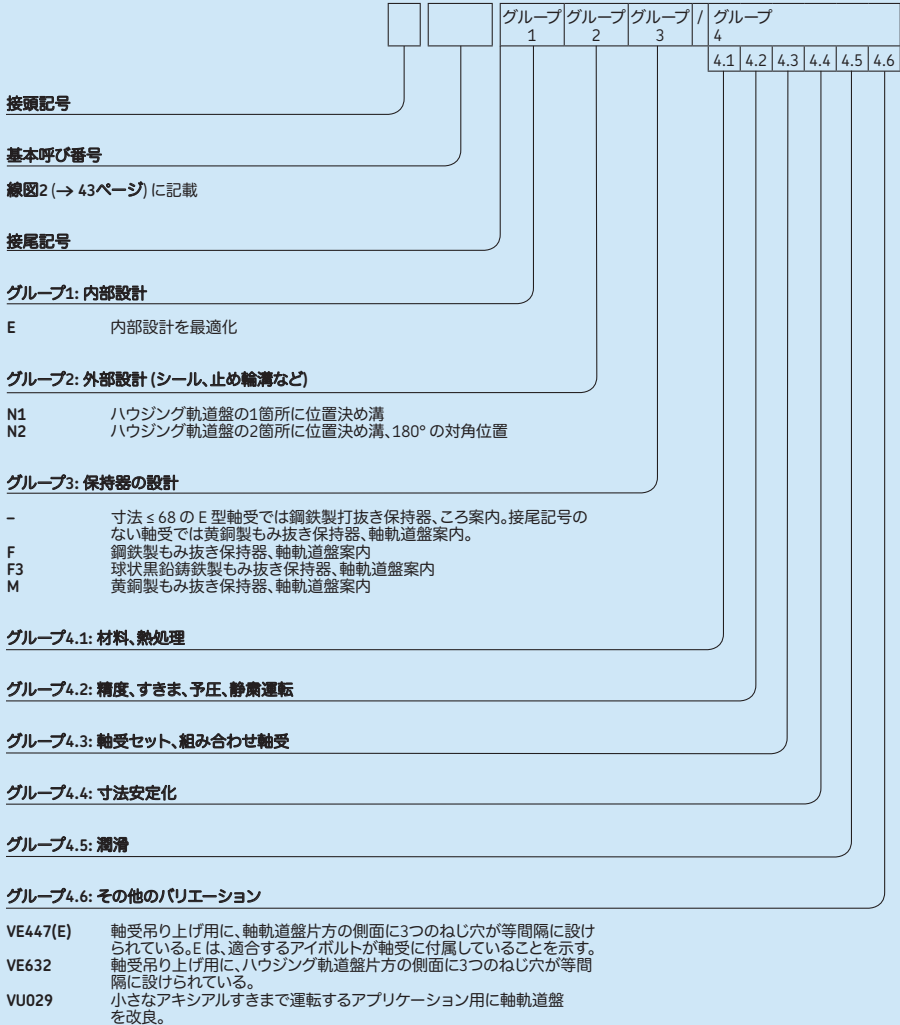 グループ グループ グループ / グループ
1 2 3 4
4.1 4.2 4.3 4.4 4.5 4.6
接頭記号
基本呼び番号
線図2 (→ 43ページ) に記載
接尾記号
グループ1: 内部設計
E 内部設計を最適化
グループ2: 外部設計 (シール、止め輪溝など)
N1 ハウジング軌道盤の1箇所に位置決め溝
N2 ハウジング軌道盤の2箇所に位置決め溝、180° の対角位置
グループ3: 保持器の設計
– 寸法 ≤ 68 の E 型軸受では鋼鉄製打抜き保持器、ころ案内。接尾記号の
ない軸受では黄銅製もみ抜き保持器、軸軌道盤案内。
F 鋼鉄製もみ抜き保持器、軸軌道盤案内
F3 球状黒鉛鋳鉄製もみ抜き保持器、軸軌道盤案内
M 黄銅製もみ抜き保持器、軸軌道盤案内
グループ4.1: 材料、熱処理
グループ4.2: 精度、すきま、予圧、静粛運転
グループ4.3: 軸受セット、組み合わせ軸受
グループ4.4: 寸法安定化
グループ4.5: 潤滑
グループ4.6: その他のバリエーション
VE447(E) 軸受吊り上げ用に、軸軌道盤片方の側面に3つのねじ穴が等間隔に設け
られている。E は、適合するアイボルトが軸受に付属していることを示す。
VE632 軸受吊り上げ用に、ハウジング軌道盤片方の側面に3つのねじ穴が等間
隔に設けられている。
VU029 小さなアキシアルすきまで運転するアプリケーション用に軸軌道盤
を改良。